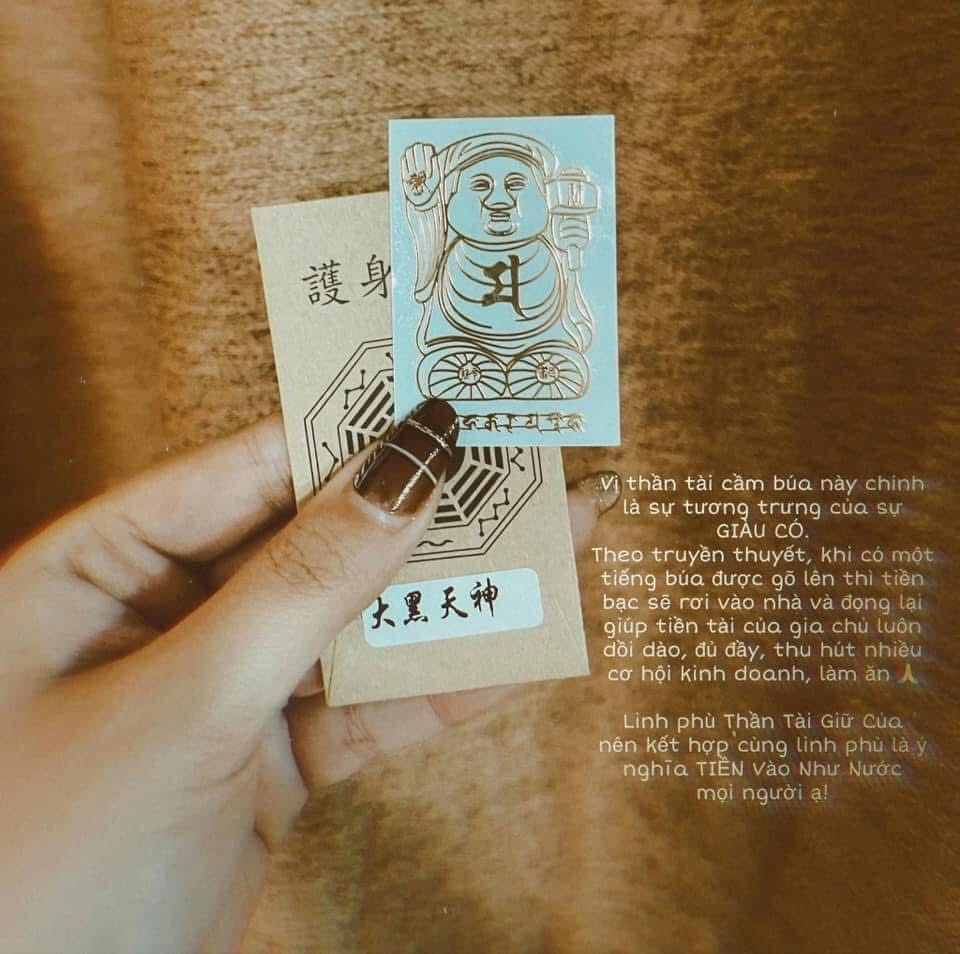 護身
大黑天神
.Vị thần tài cầm búa này chính
là sự tương trưng của sự
GIÀU CÓ.
Theo truyền thuyết, khi có một
tiếng búa được gõ lên thì tiền
bạc sẽ rơi vào nhà và đọng lại
giúp tiền tài của gia chủ luôn
dồi dào, đủ đầy, thu hút nhiều
cơ hội kinh doanh, làm ăn 🙏
Linh phù Thần Tài Giữ Của
nên kết hợp cùng linh phù là ý
nghĩa TIỀN Vào Như Nước
mọi người ạ!